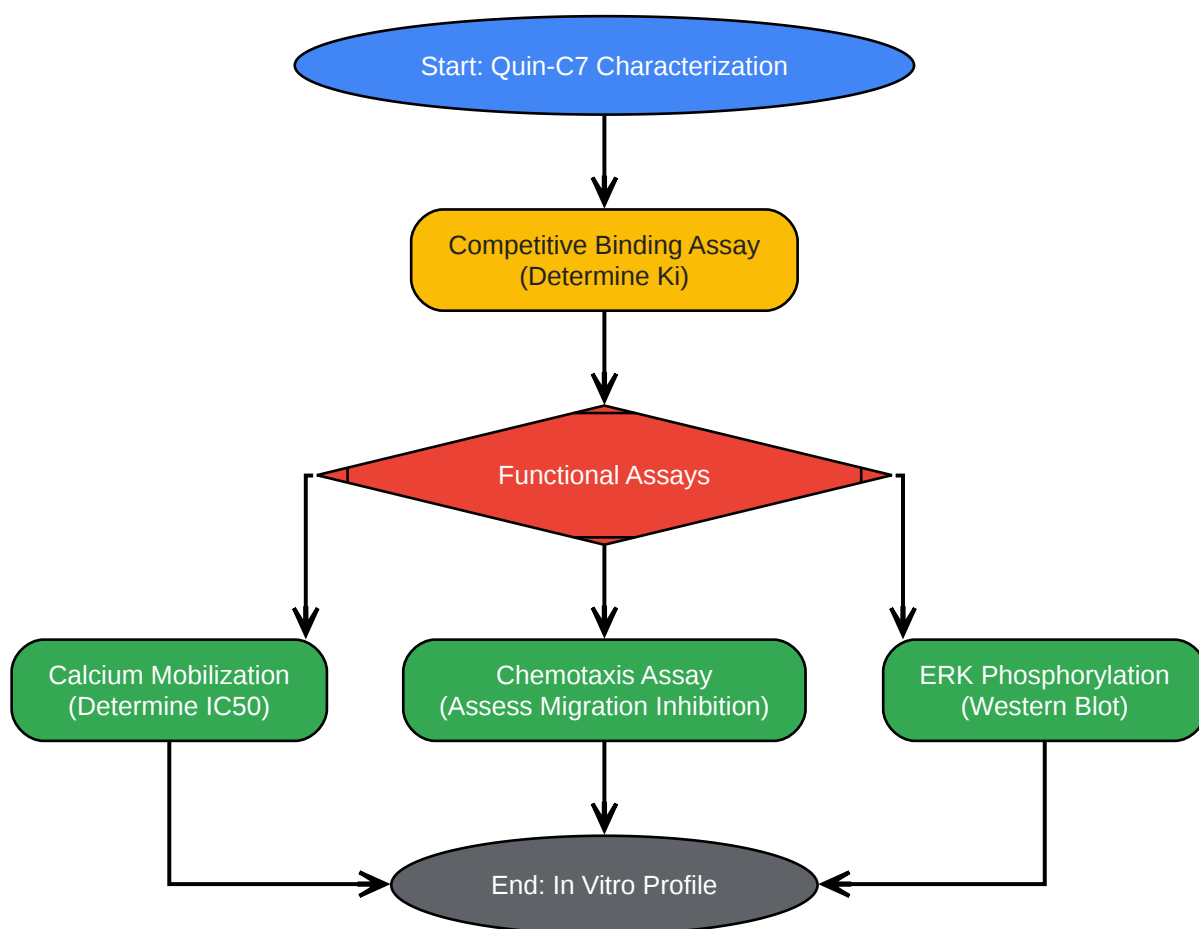 Start: Quin-C7 Characterization
Competitive Binding Assay
(Determine Ki)
Functional Assays
Calcium Mobilization
(Determine IC50)
Chemotaxis Assay
(Assess Migration Inhibition)
ERK Phosphorylation
(Western Blot)
End: In Vitro Profile